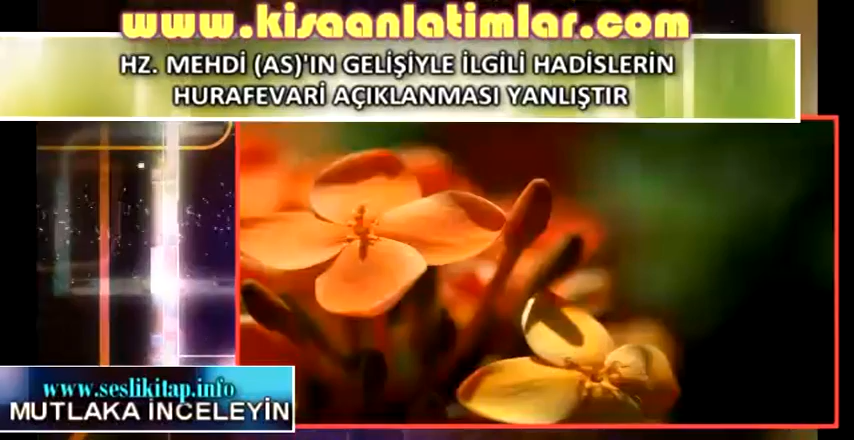 www.kisaanlatimlar.com
HZ. MEHDİ (AS)'IN GELİŞİYLE İLGİLİ HADİSLERİN
HURAFEVARİ AÇIKLANMASI YANLIŞTIR
www.seslikitap.info
MUTLAKA İNCELEYİN